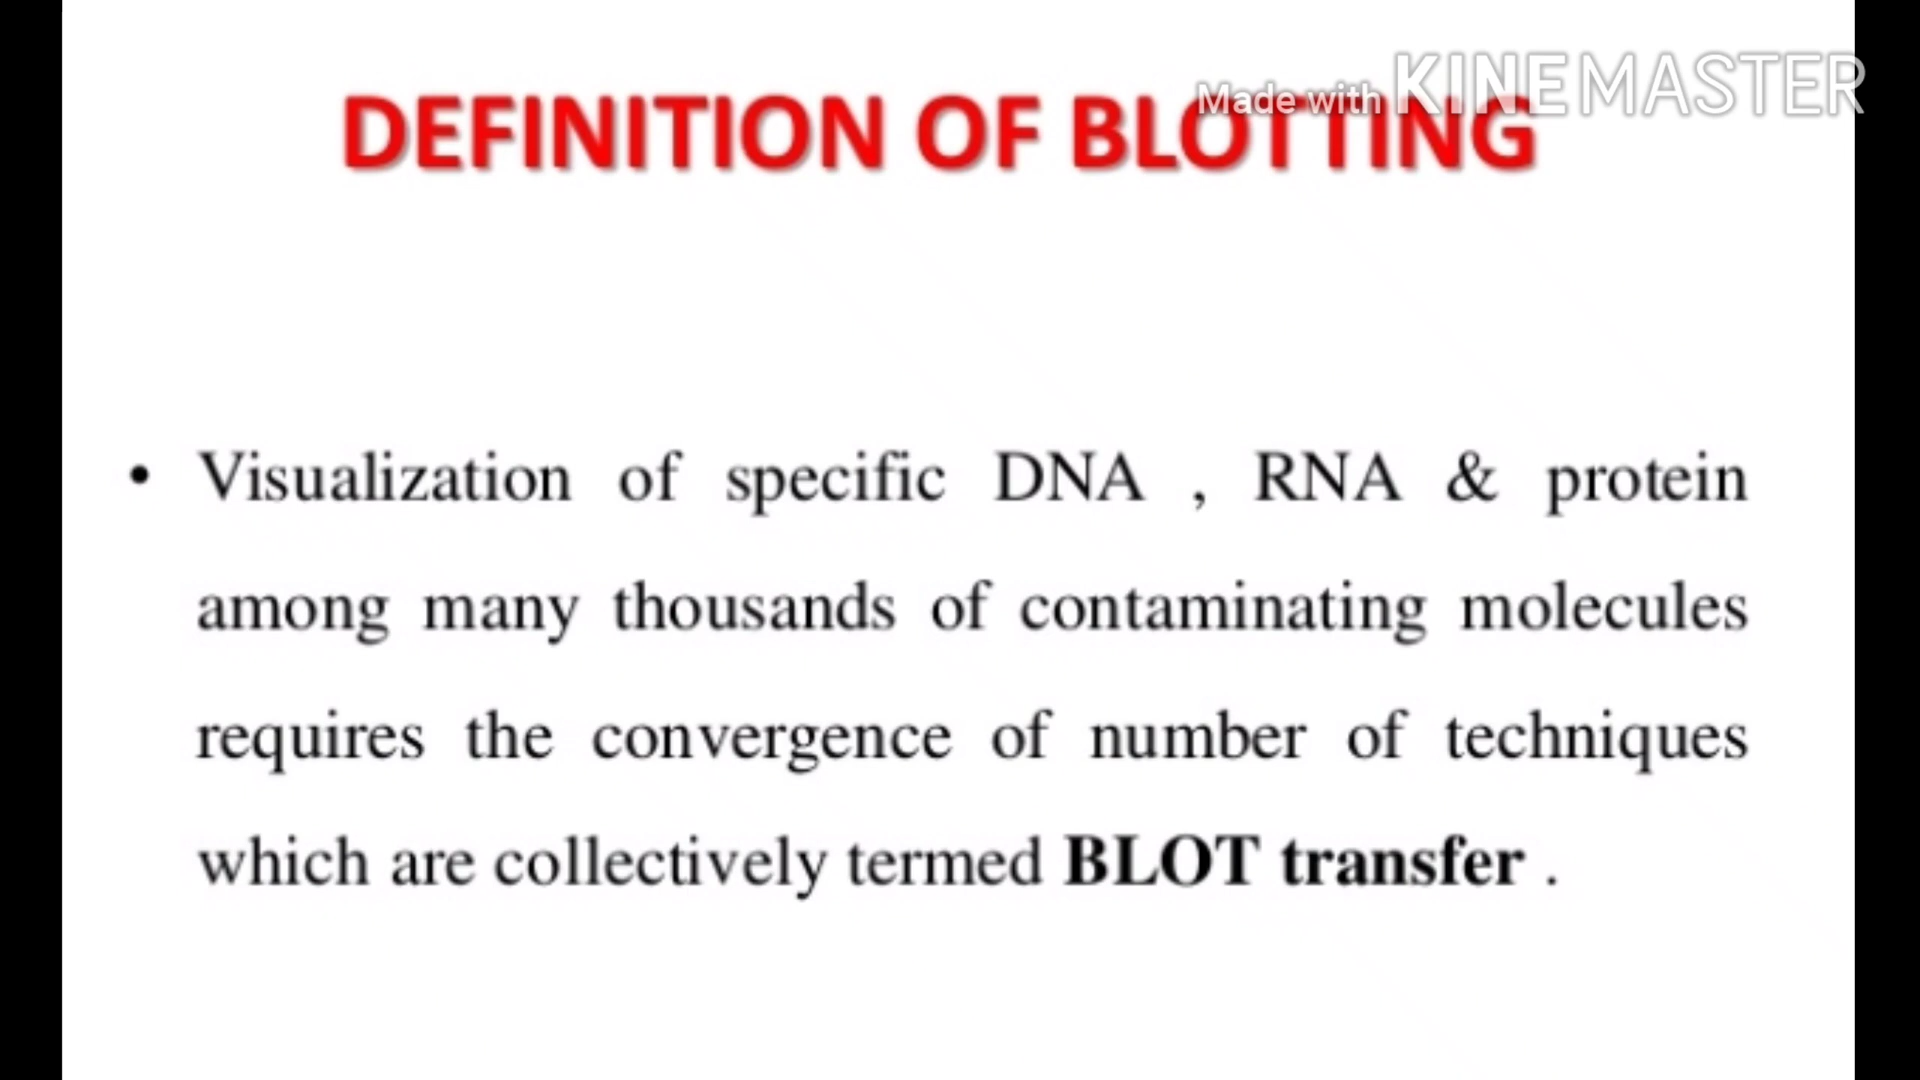 Made with KINEMASTER
DEFINITION OF BLOTTING
• Visualization of specific DNA , RNA & protein
among many thousands of contaminating molecules
requires the convergence of number of techniques
which are collectively termed BLOT transfer .